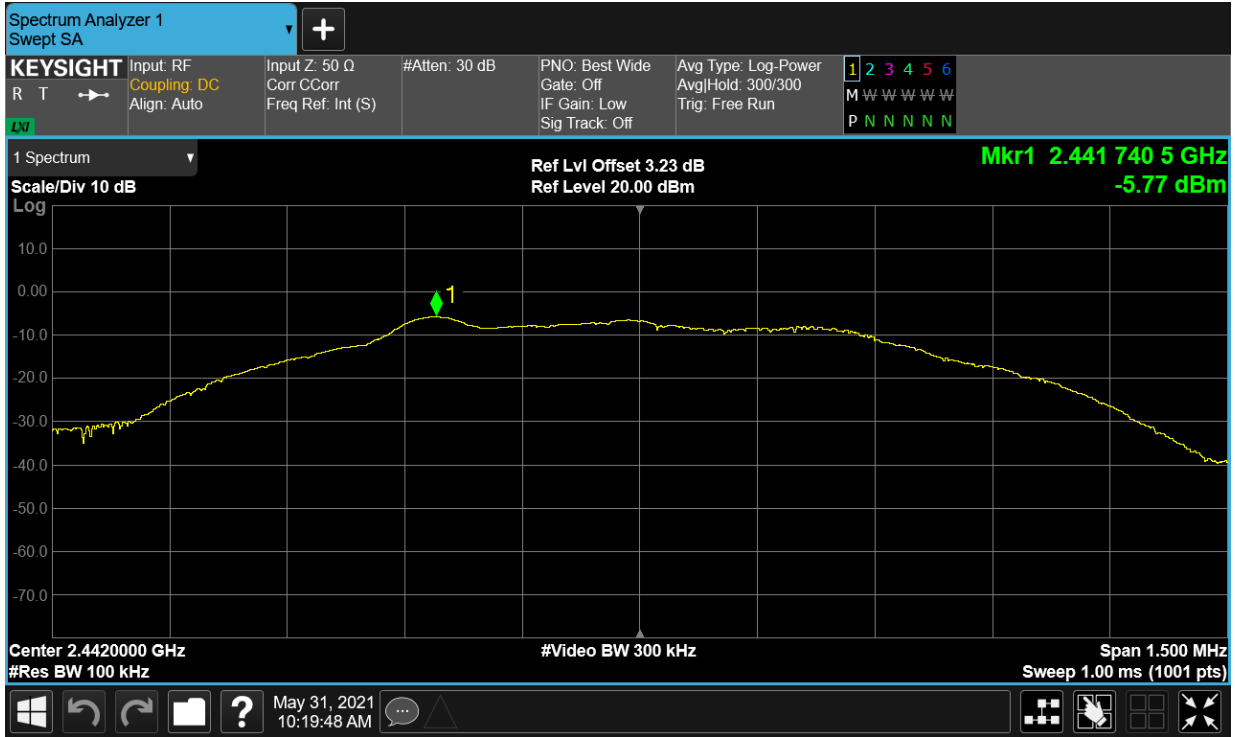 Spectrum Analyzer 1
Swept SA
+
KEYSIGHT
R T
LXI
Input: RF
Coupling: DC
Align: Auto
Input Z: 50 Ω
Corr CCorr
Freq Ref: Int (S)
#Atten: 30 dB
PNO: Best Wide
Gate: Off
IF Gain: Low
Sig Track: Off
Avg Type: Log-Power
Avg|Hold: 300/300
Trig: Free Run
1 2 3 4 5 6
M W W W W W
P N N N N N
1 Spectrum
Scale/Div 10 dB
Ref Lvl Offset 3.23 dB
Ref Level 20.00 dBm
Mkr1 2.441 740 5 GHz
-5.77 dBm
Log
10.0
0.00
-10.0
-20.0
-30.0
-40.0
-50.0
-60.0
-70.0
1
Center 2.4420000 GHz
#Video BW 300 kHz
Span 1.500 MHz
#Res BW 100 kHz
Sweep 1.00 ms (1001 pts)
?
May 31, 2021
10:19:48 AM